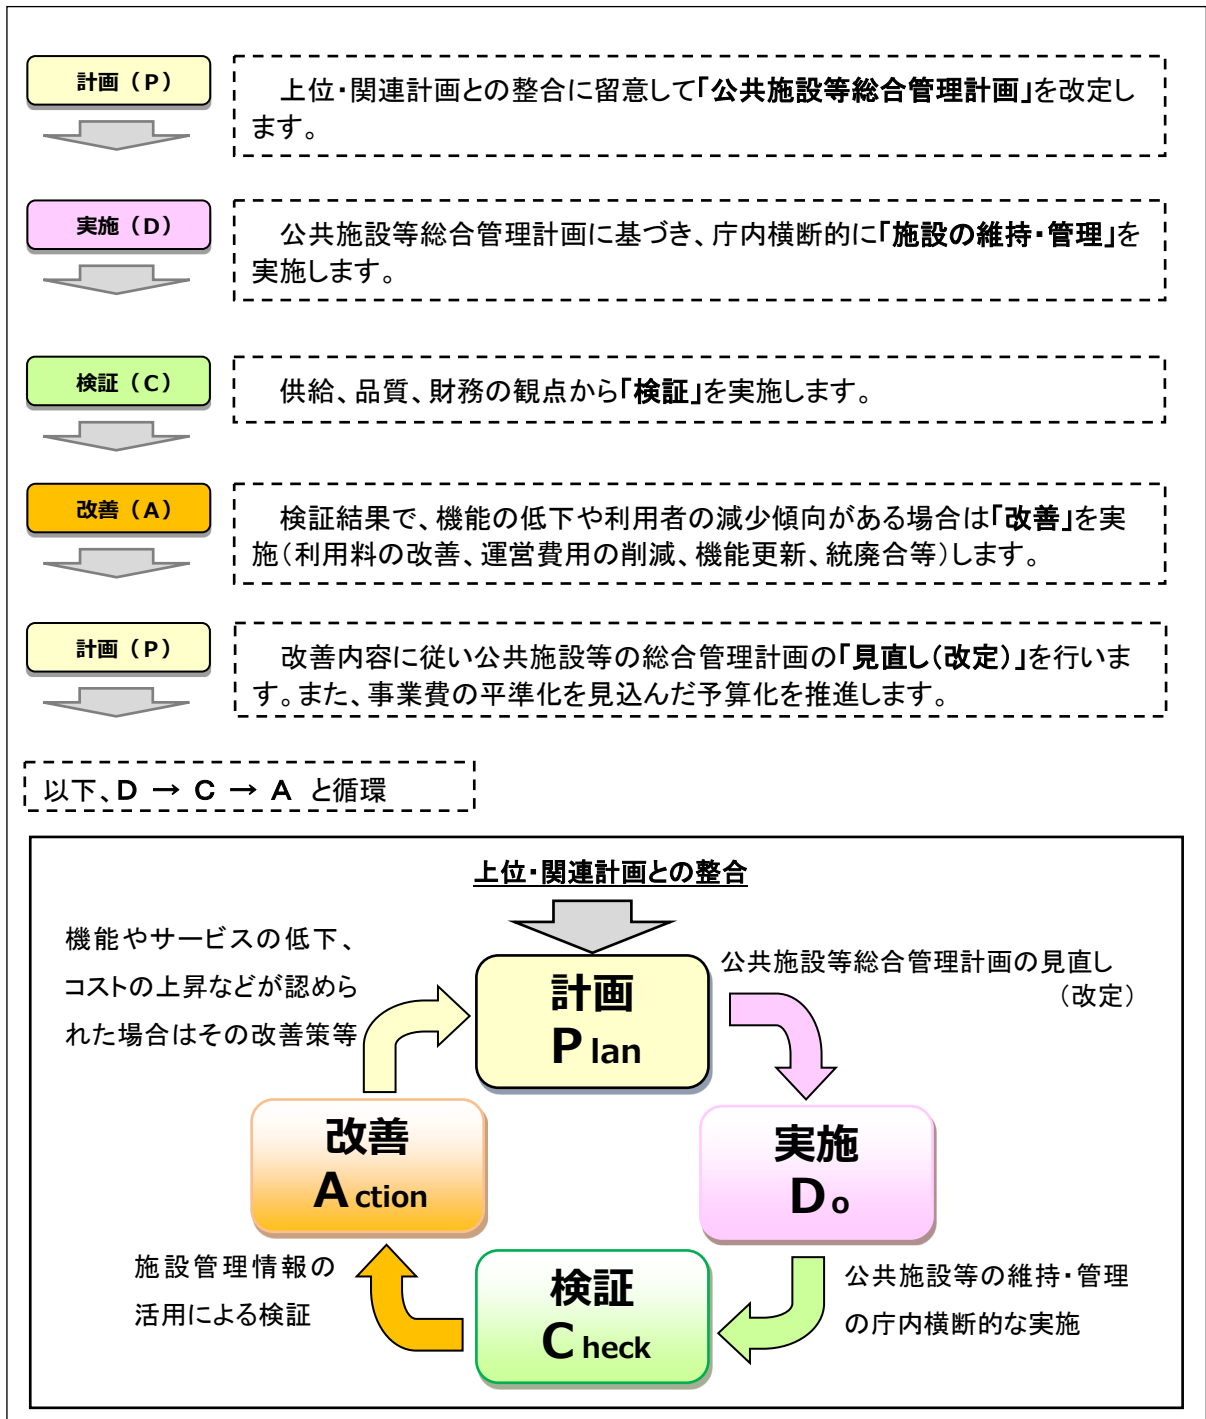 計画（P）
上位・関連計画との整合に留意して「公共施設等総合管理計画」を改定し
ます。
実施（D）
公共施設等総合管理計画に基づき、庁内横断的に「施設の維持・管理」を
実施します。
検証（C）
供給、品質、財務の観点から「検証」を実施します。
改善（A）
検証結果で、機能の低下や利用者の減少傾向がある場合は「改善」を実
施（利用料の改善、運営費用の削減、機能更新、統廃合等）します。
計画（P）
改善内容に従い公共施設等の総合管理計画の「見直し（改定）」を行いま
す。また、事業費の平準化を見込んだ予算化を推進します。
以下、D → C → A と循環
上位・関連計画との整合
機能やサービスの低下、
コストの上昇などが認めら
れた場合はその改善策等
計画
Plan
公共施設等総合管理計画の見直し
（改定）
改善
Action
実施
Do
施設管理情報の
活用による検証
検証
Check
公共施設等の維持・管理
の庁内横断的な実施